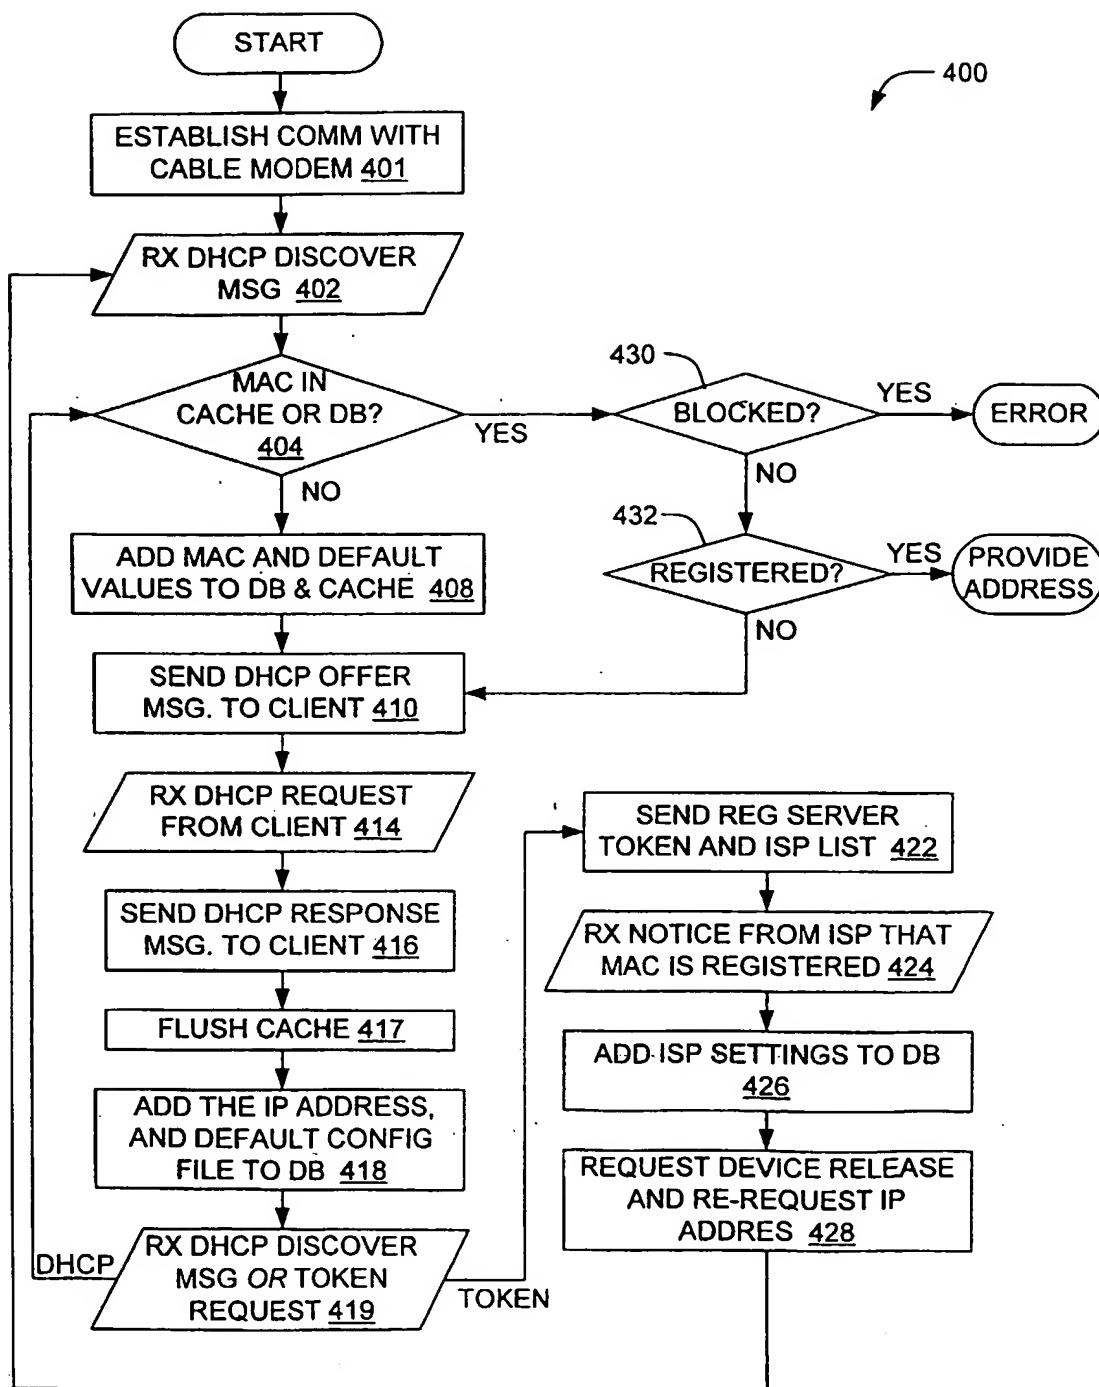 START
400
ESTABLISH COMM WITH
CABLE MODEM 401
RX DHCP DISCOVER
MSG 402
MAC IN
CACHE OR DB?
404
YES
NO
430
BLOCKED?
YES
ERROR
NO
432
REGISTERED?
YES
PROVIDE
ADDRESS
NO
ADD MAC AND DEFAULT
VALUES TO DB & CACHE 408
SEND DHCP OFFER
MSG. TO CLIENT 410
RX DHCP REQUEST
FROM CLIENT 414
SEND DHCP RESPONSE
MSG. TO CLIENT 416
FLUSH CACHE 417
ADD THE IP ADDRESS,
AND DEFAULT CONFIG
FILE TO DB 418
RX DHCP DISCOVER
MSG OR TOKEN
REQUEST 419
DHCP
TOKEN
SEND REG SERVER
TOKEN AND ISP LIST 422
RX NOTICE FROM ISP THAT
MAC IS REGISTERED 424
ADD ISP SETTINGS TO DB
426
REQUEST DEVICE RELEASE
AND RE-REQUEST IP
ADDRES 428